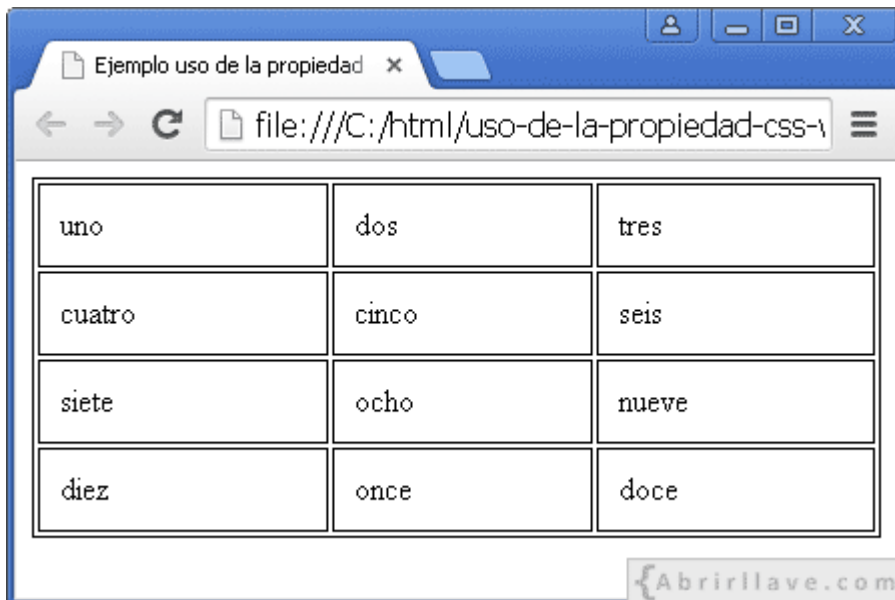 Ejemplo uso de la propiedad
file:///C:/html/uso-de-la-propiedad-css-
uno dos tres
cuatro cinco seis
siete ocho nueve
diez once doce
{Abrirllave.com